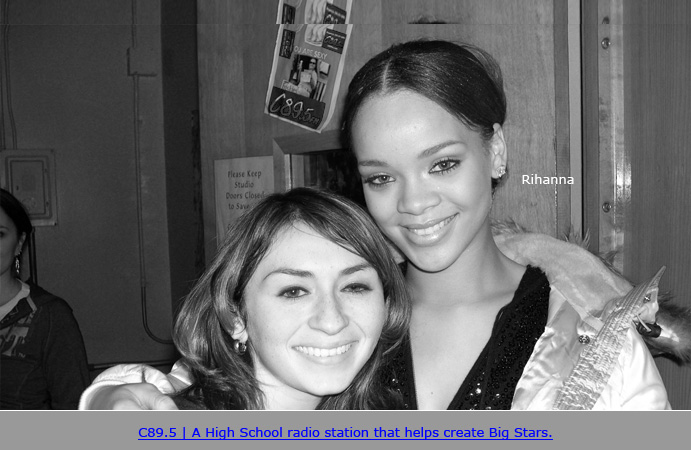 C89.5
Please Keep
Studio
Doors Closed
to Save
Rihanna
C89.5 | A High School radio station that helps create Big Stars.